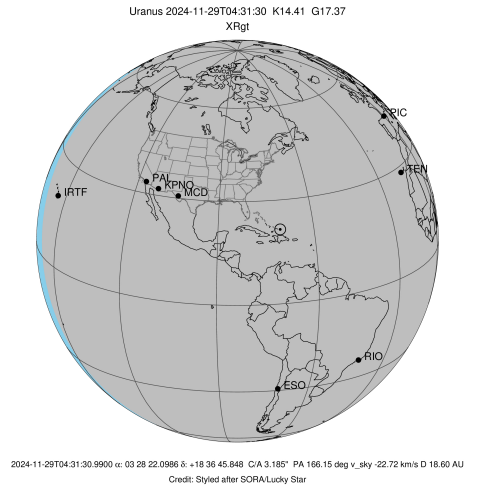 Uranus 2024-11-29T04:31:30 K14.41 G17.37
XRgt
PIC
TEN
PAL
KPNO
MCD
IRTF
RIO
ESO
2024-11-29T04:31:30.9900 α: 03 28 22.0986 δ: +18 36 45.848 C/A 3.185" PA 166.15 deg v_sky -22.72 km/s D 18.60 AU
Credit: Styled after SORA/Lucky Star